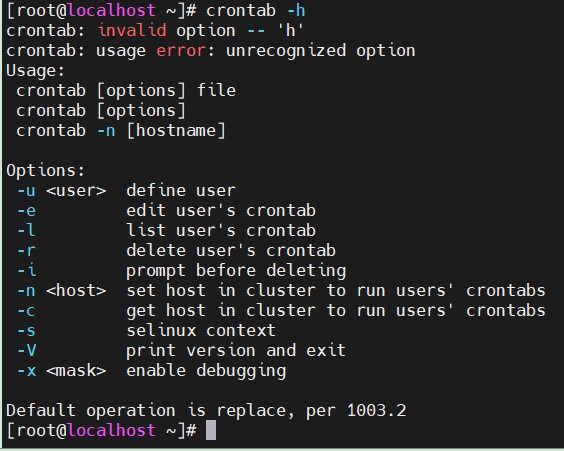 [root@localhost ~]# crontab -h
crontab: invalid option -- 'h'
crontab: usage error: unrecognized option
Usage:
 crontab [options] file
 crontab [options]
 crontab -n [hostname]

Options:
 -u <user>  define user
 -e         edit user's crontab
 -l         list user's crontab
 -r         delete user's crontab
 -i         prompt before deleting
 -n <host>  set host in cluster to run users' crontabs
 -c         get host in cluster to run users' crontabs
 -s         selinux context
 -V         print version and exit
 -x <mask>  enable debugging

Default operation is replace, per 1003.2
[root@localhost ~]#